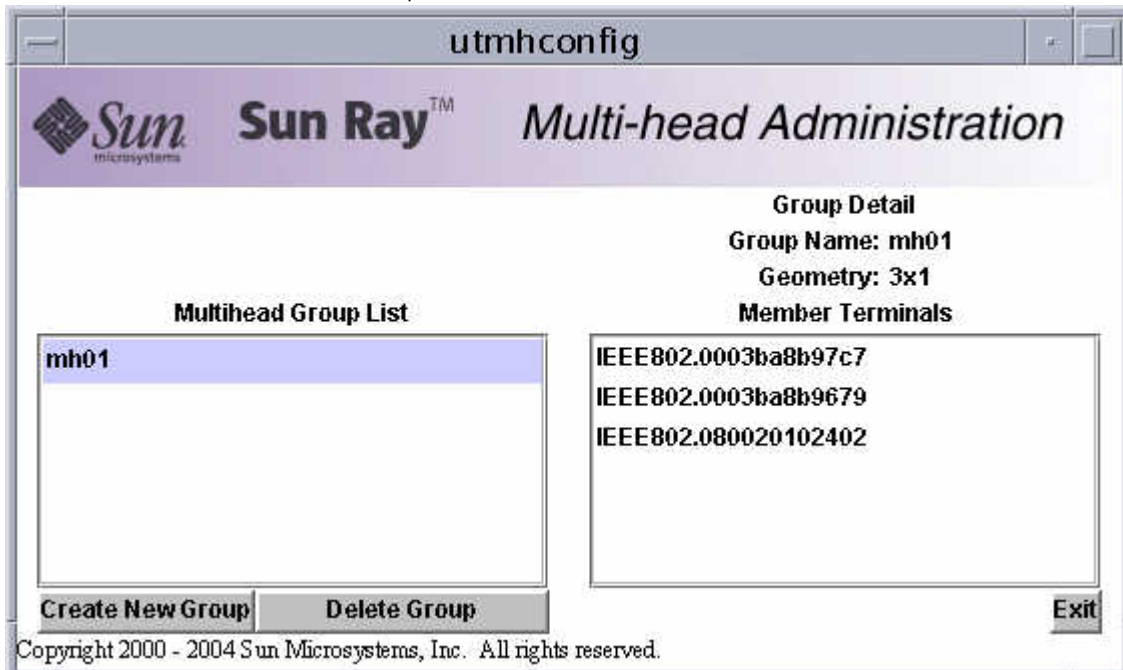 utmhconfig
Sun microsystems
Sun Ray™ Multi-head Administration
Group Detail
Group Name: mh01
Geometry: 3x1
Multihead Group List
Member Terminals
mh01
IEEE802.0003ba8b97c7
IEEE802.0003ba8b9679
IEEE802.080020102402
Create New Group
Delete Group
Exit
Copyright 2000 - 2004 Sun Microsystems, Inc. All rights reserved.